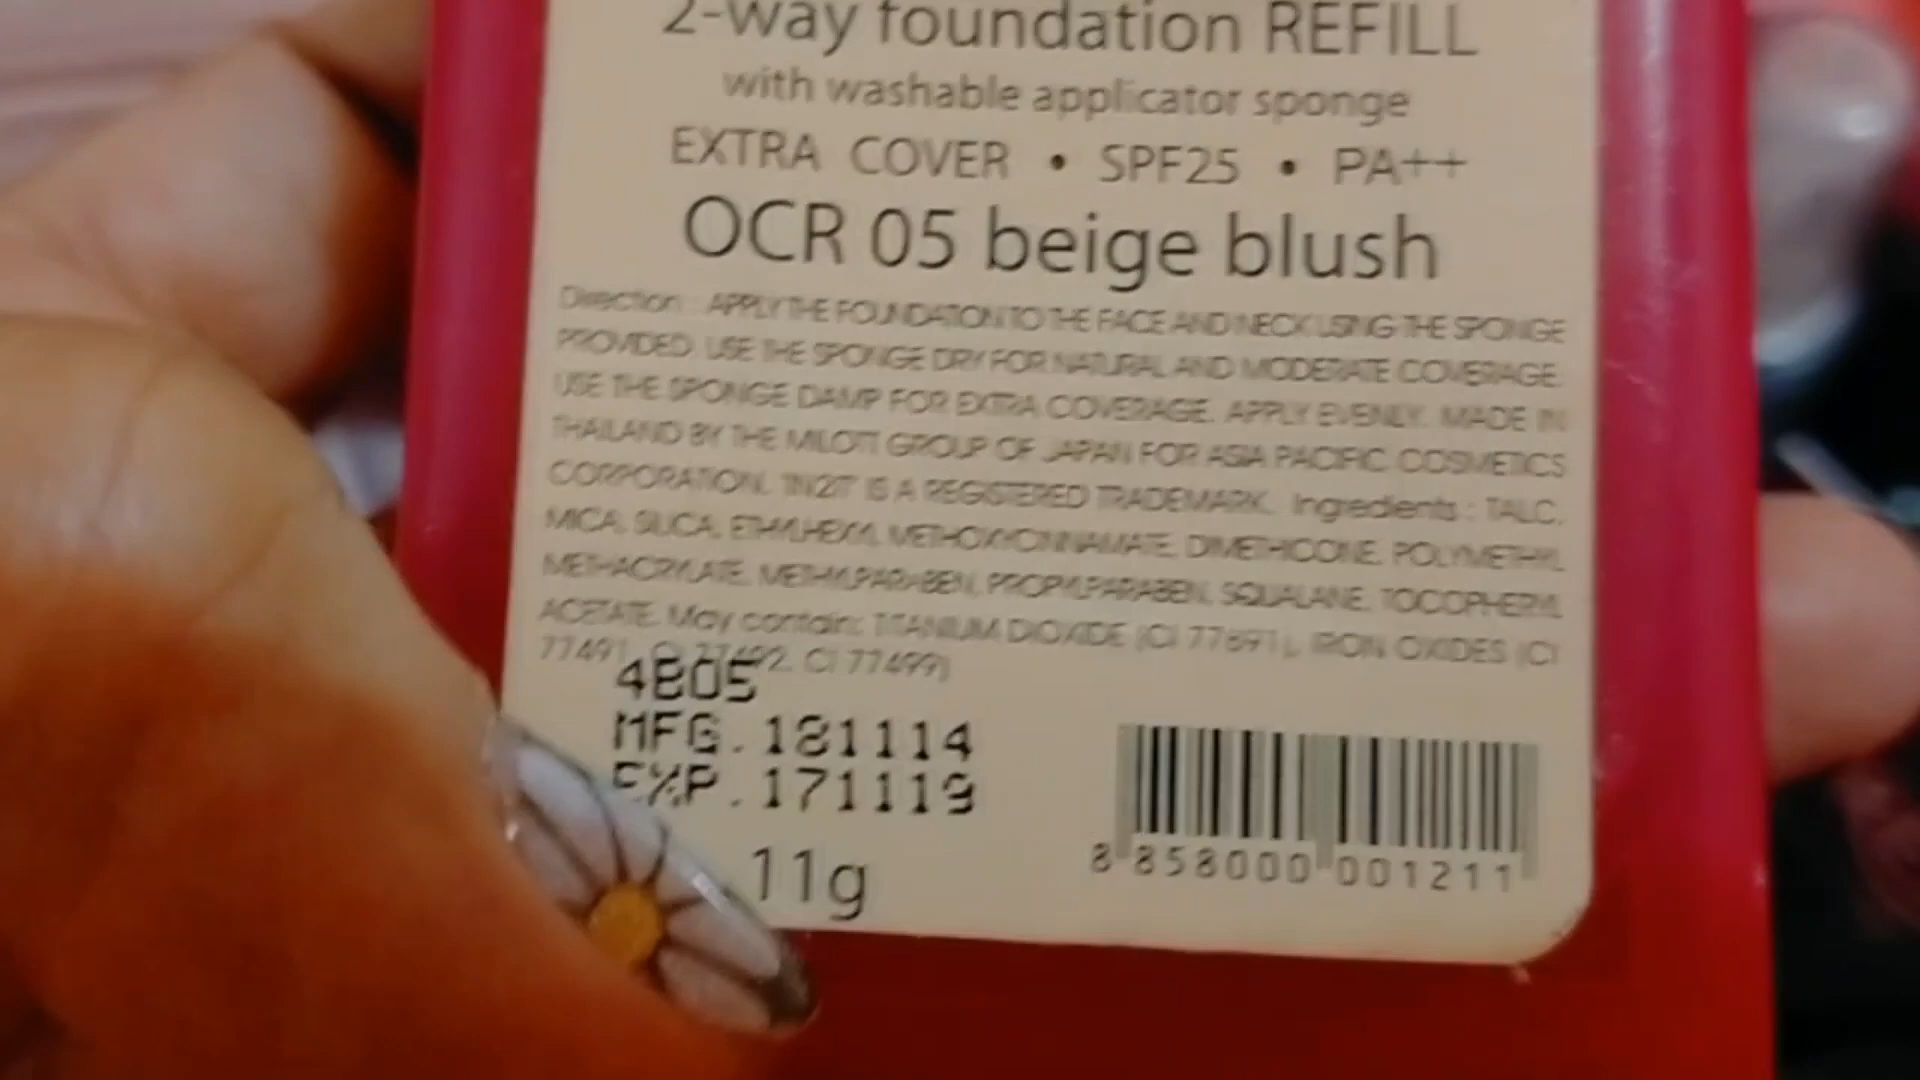 2-way foundation REFILL
with washable applicator sponge
EXTRA COVER • SPF25 • PA++
OCR 05 beige blush
Direction : APPLY THE FOUNDATION TO THE FACE AND NECK USING THE SPONGE
PROVIDED. USE THE SPONGE DRY FOR NATURAL AND MODERATE COVERAGE.
USE THE SPONGE DAMP FOR EXTRA COVERAGE. APPLY EVENLY. MADE IN
THAILAND BY THE MILOTT GROUP OF JAPAN FOR ASIA PACIFIC COSMETICS
CORPORATION. 'IN2IT' IS A REGISTERED TRADEMARK. Ingredients : TALC,
MICA, SILICA, ETHYLHEXYL METHOXYCINNAMATE, DIMETHICONE, POLYMETHYL
METHACRYLATE, METHYLPARABEN, PROPYLPARABEN, SQUALANE, TOCOPHERYL
ACETATE. May contain: TITANIUM DIOXIDE (CI 77891), IRON OXIDES (CI
77491, CI 77492, CI 77499)
4B05
MFG.181114
EXP.171119
11g
8 858000 001211